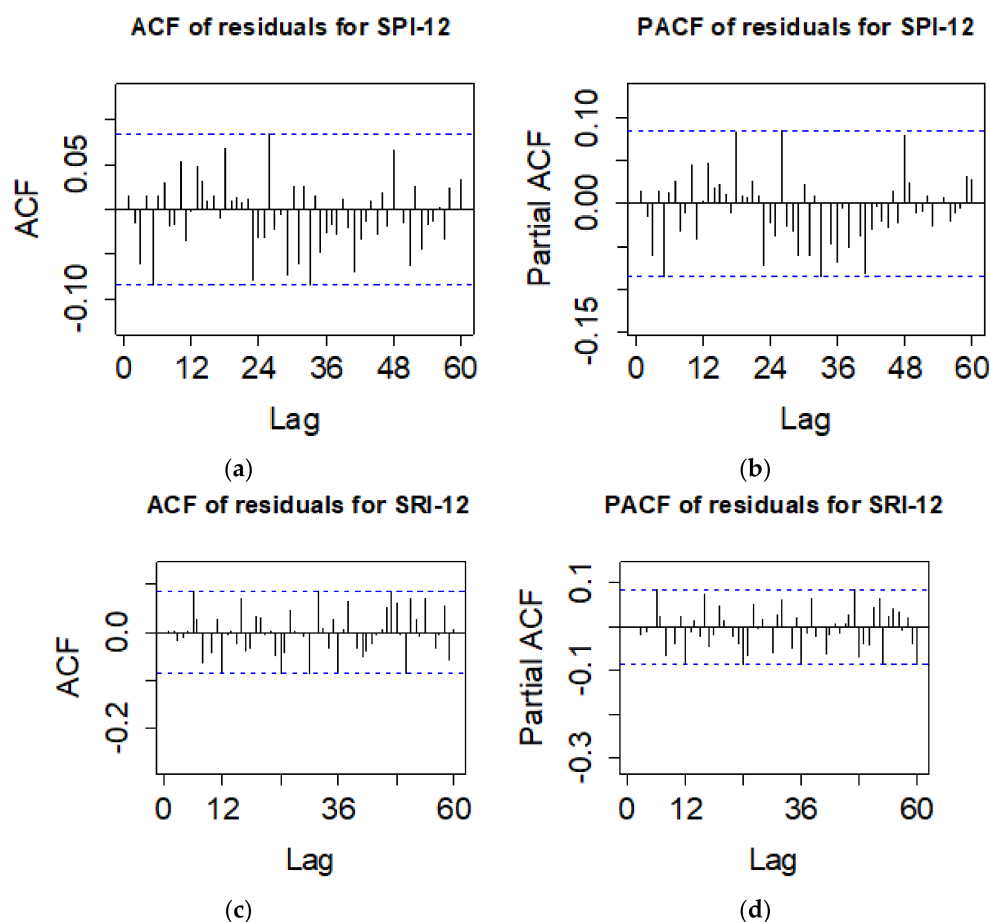 ACF of residuals for SPI-12
ACF
0.05
-0.10
0 12 24 36 48 60
Lag
(a)
PACF of residuals for SPI-12
Partial ACF
0.10
0.00
-0.15
0 12 24 36 48 60
Lag
(b)
ACF of residuals for SRI-12
ACF
0.0
-0.2
0 12 36 60
Lag
(c)
PACF of residuals for SRI-12
Partial ACF
0.1
-0.1
-0.3
0 12 36 60
Lag
(d)